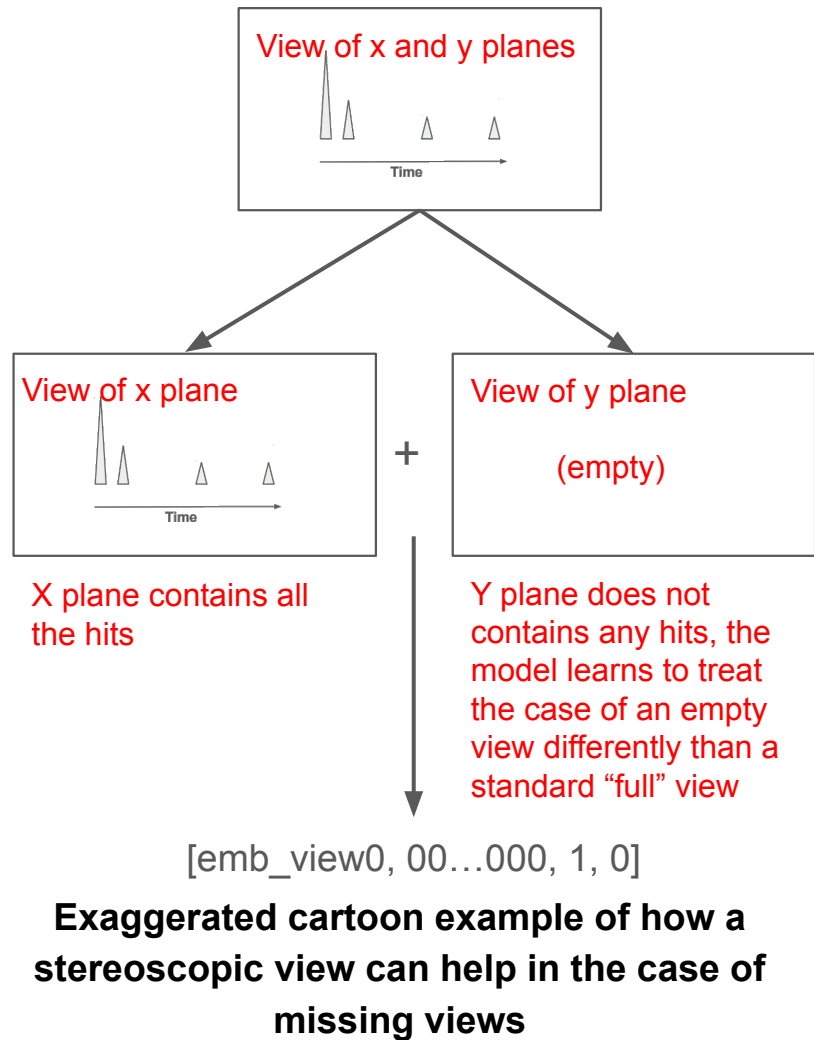 View of x and y planes
Time
View of x plane
Time
+
View of y plane
(empty)
X plane contains all
the hits
Y plane does not
contains any hits, the
model learns to treat
the case of an empty
view differently than a
standard “full” view
[emb_view0, 00...000, 1, 0]
Exaggerated cartoon example of how a
stereoscopic view can help in the case of
missing views